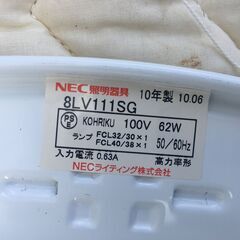 NEC照明器具
10年製 10.06
8LV111SG
PSE KOHRIKU 100V 62W
ランプ FCL32/30×1
FCL40/38×1 50/60Hz
入力電流 0.63A 高力率形
NECライティング株式会社